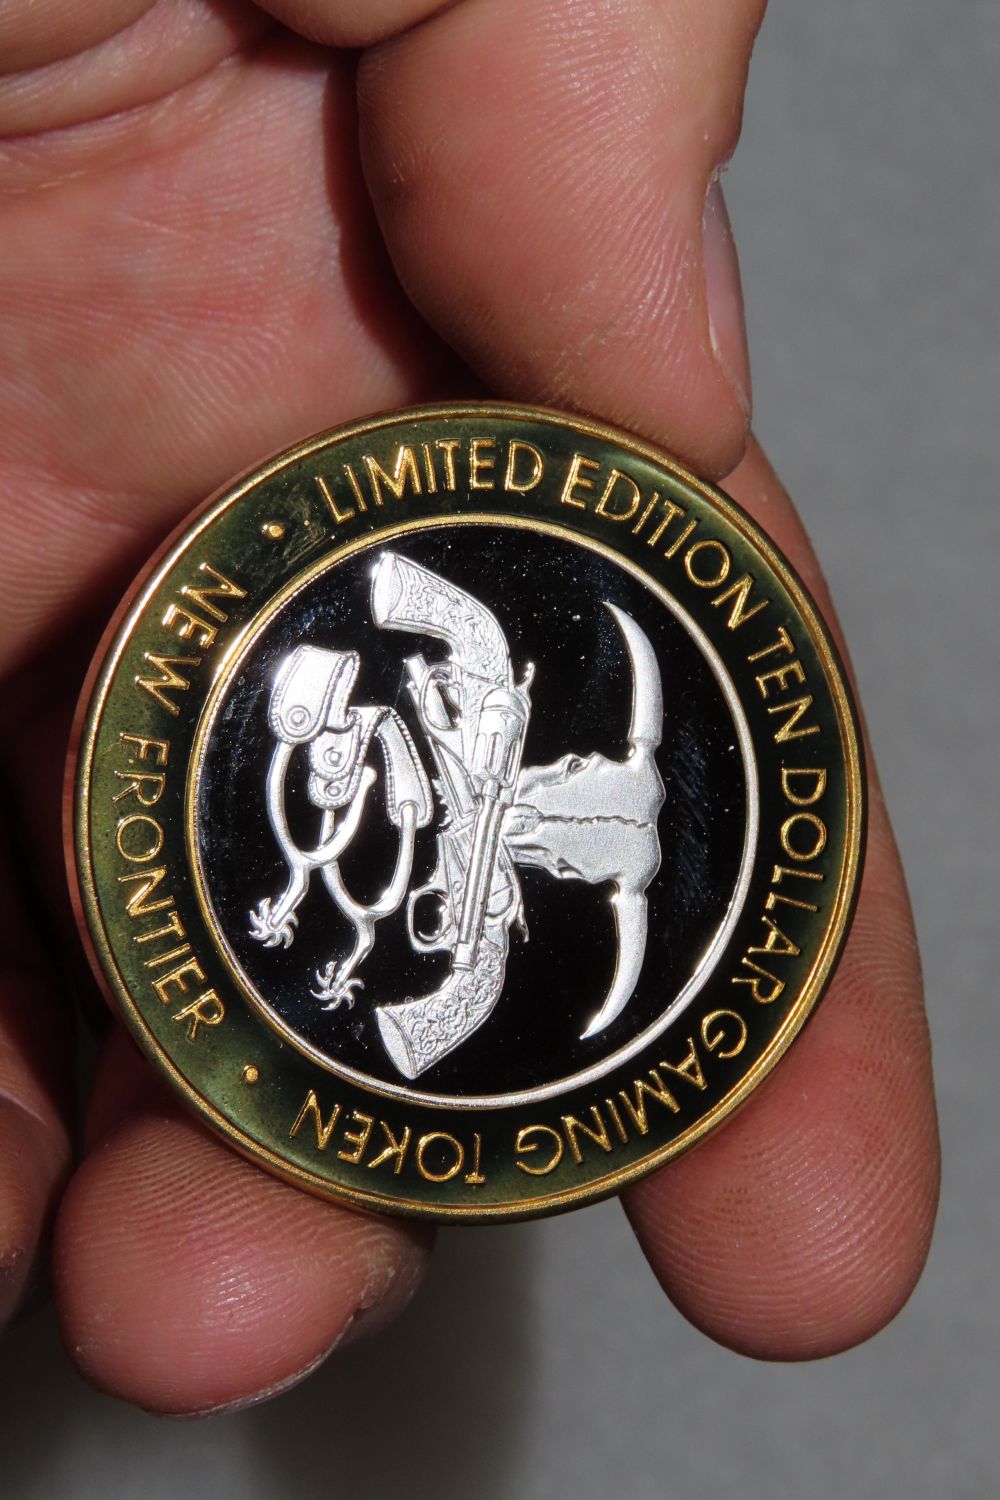 LIMITED EDITION TEN DOLLAR GAMING TOKEN
NEW FRONTIER